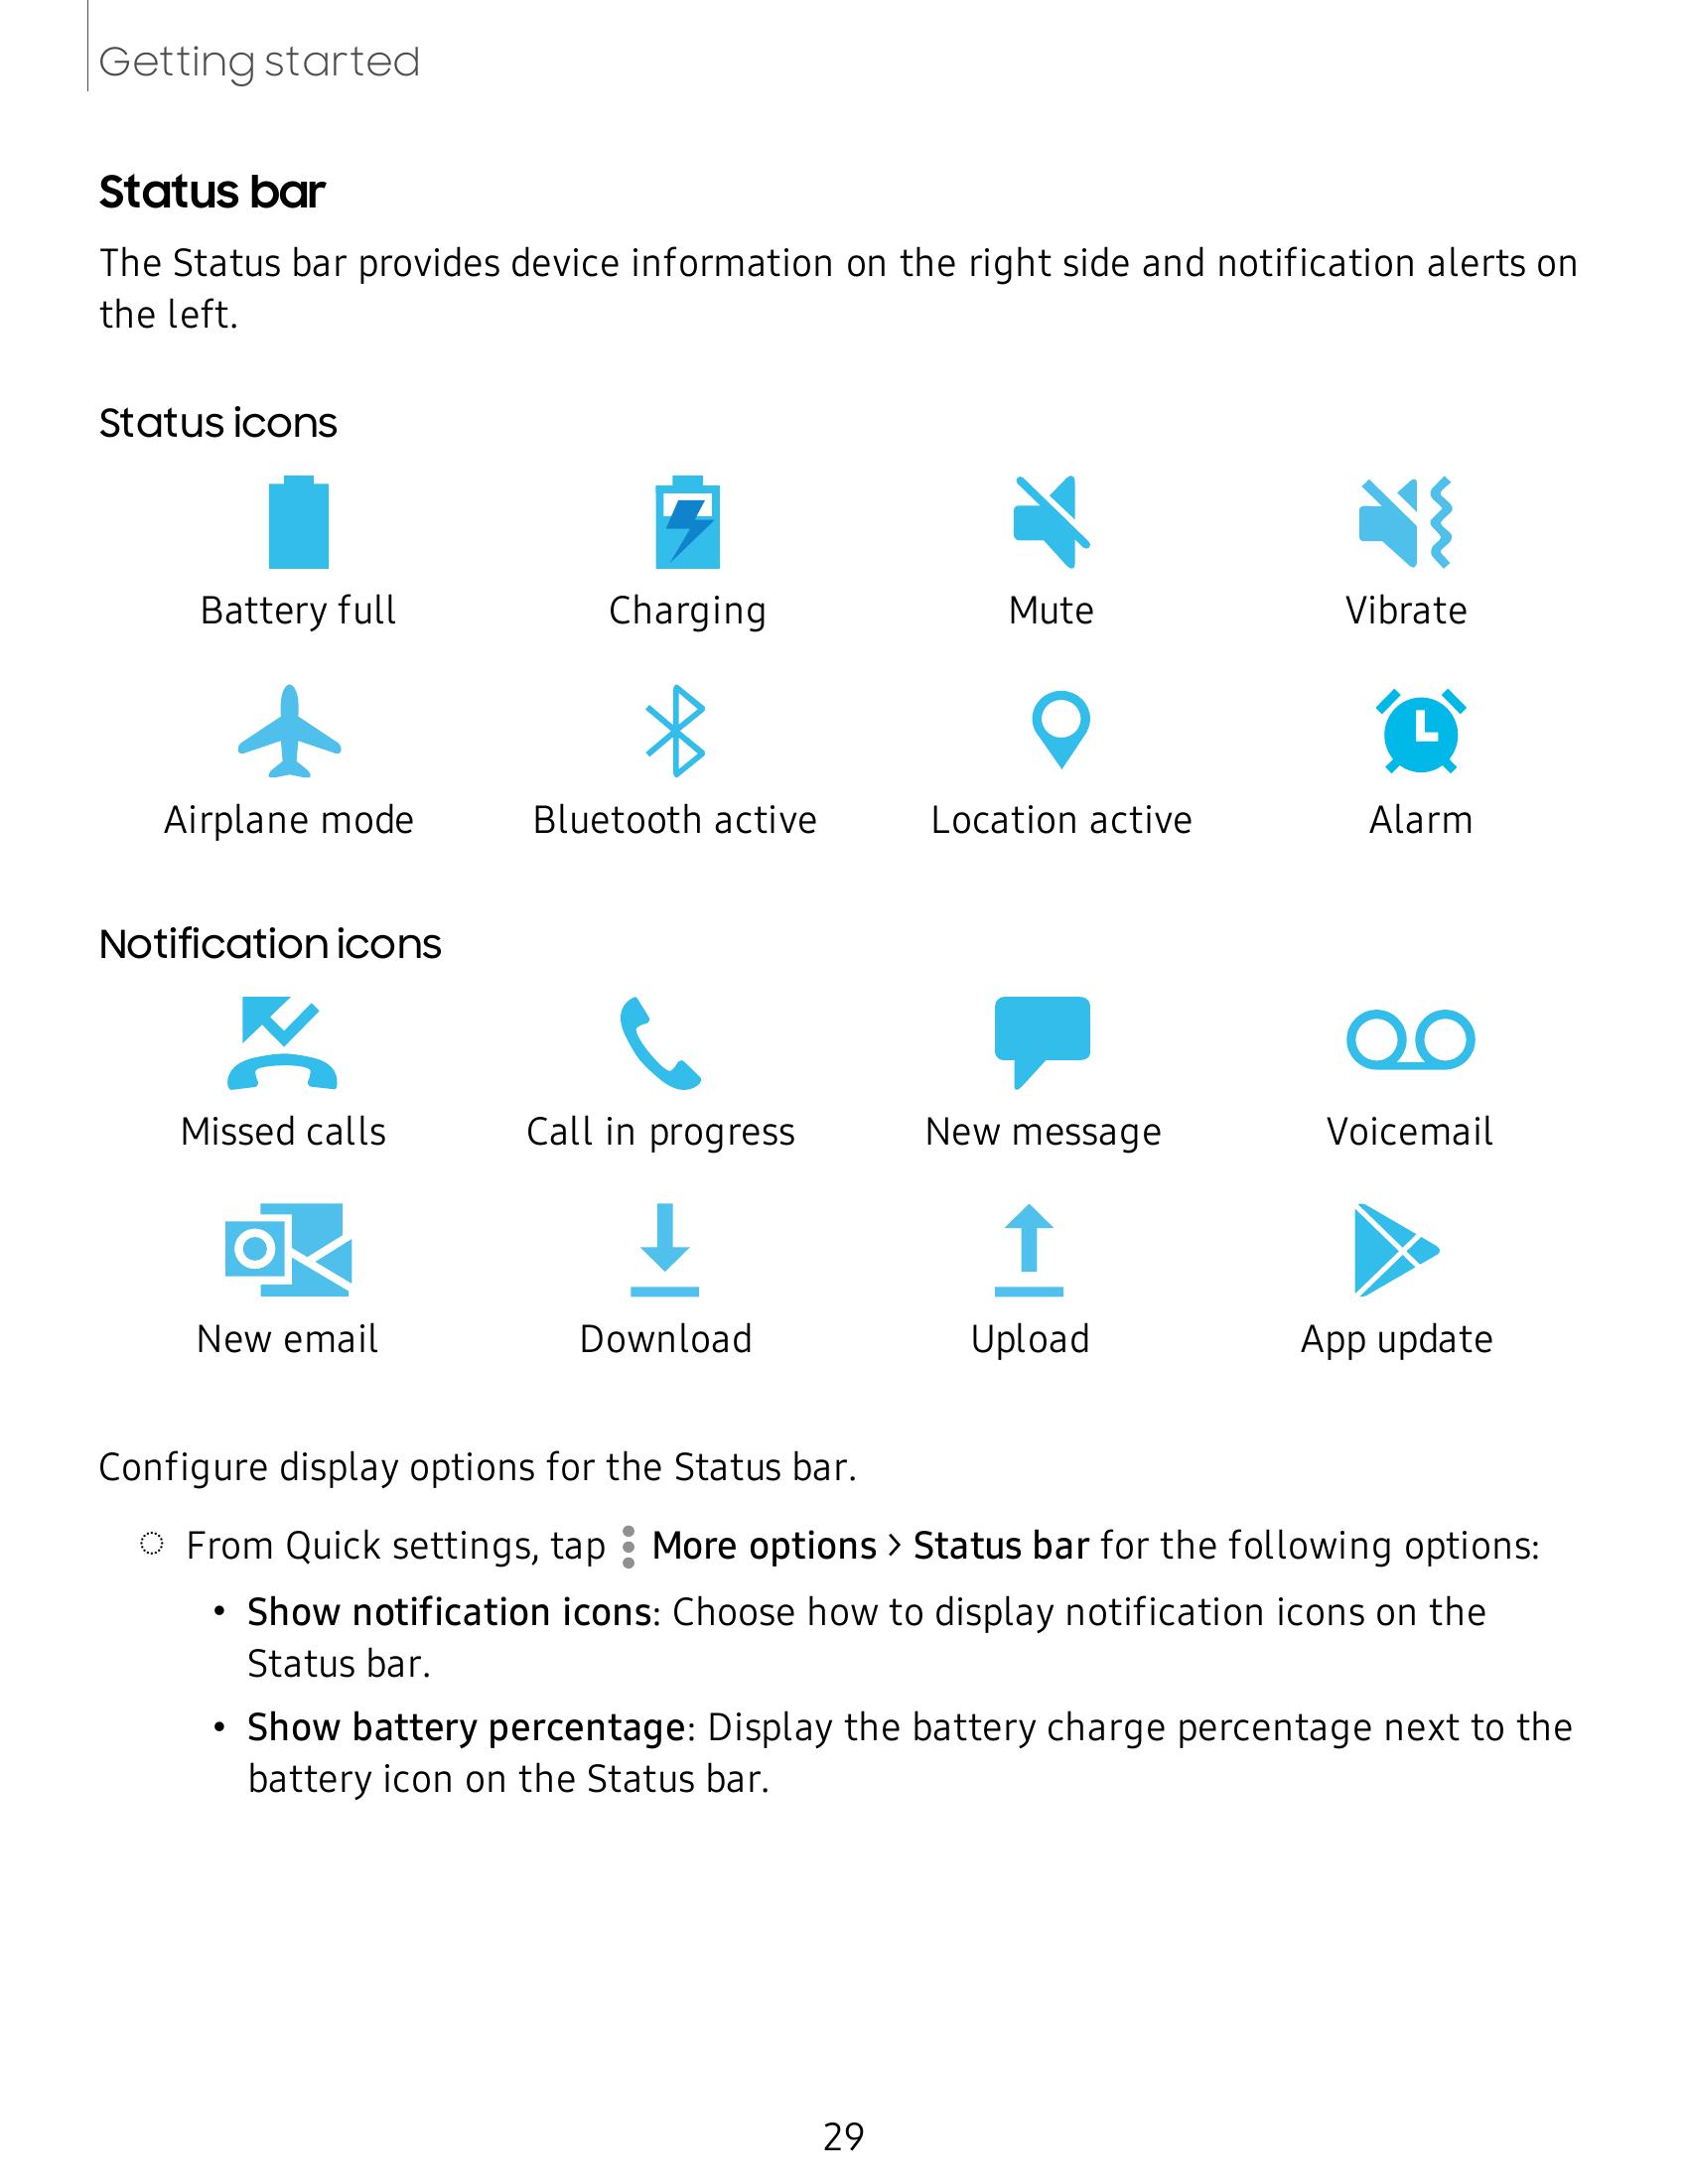 Getting started
Status bar
The Status bar provides device information on the right side and notification alerts on
the left.
Status icons
Battery full
Charging
Mute
Vibrate
Airplane mode
Bluetooth active
Location active
Alarm
Notification icons
Missed calls
Call in progress
New message
Voicemail
New email
Download
Upload
App update
Configure display options for the Status bar.
◌ From Quick settings, tap ⋮ More options > Status bar for the following options:
• Show notification icons: Choose how to display notification icons on the
Status bar.
• Show battery percentage: Display the battery charge percentage next to the
battery icon on the Status bar.
29